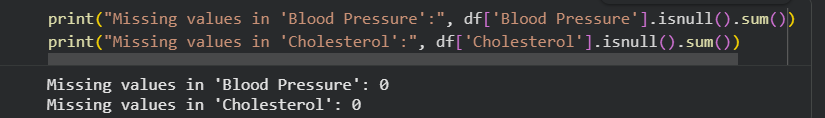 print("Missing values in 'Blood Pressure':", df['Blood Pressure'].isnull().sum())
print("Missing values in 'Cholesterol':", df['Cholesterol'].isnull().sum())
Missing values in 'Blood Pressure': 0
Missing values in 'Cholesterol': 0